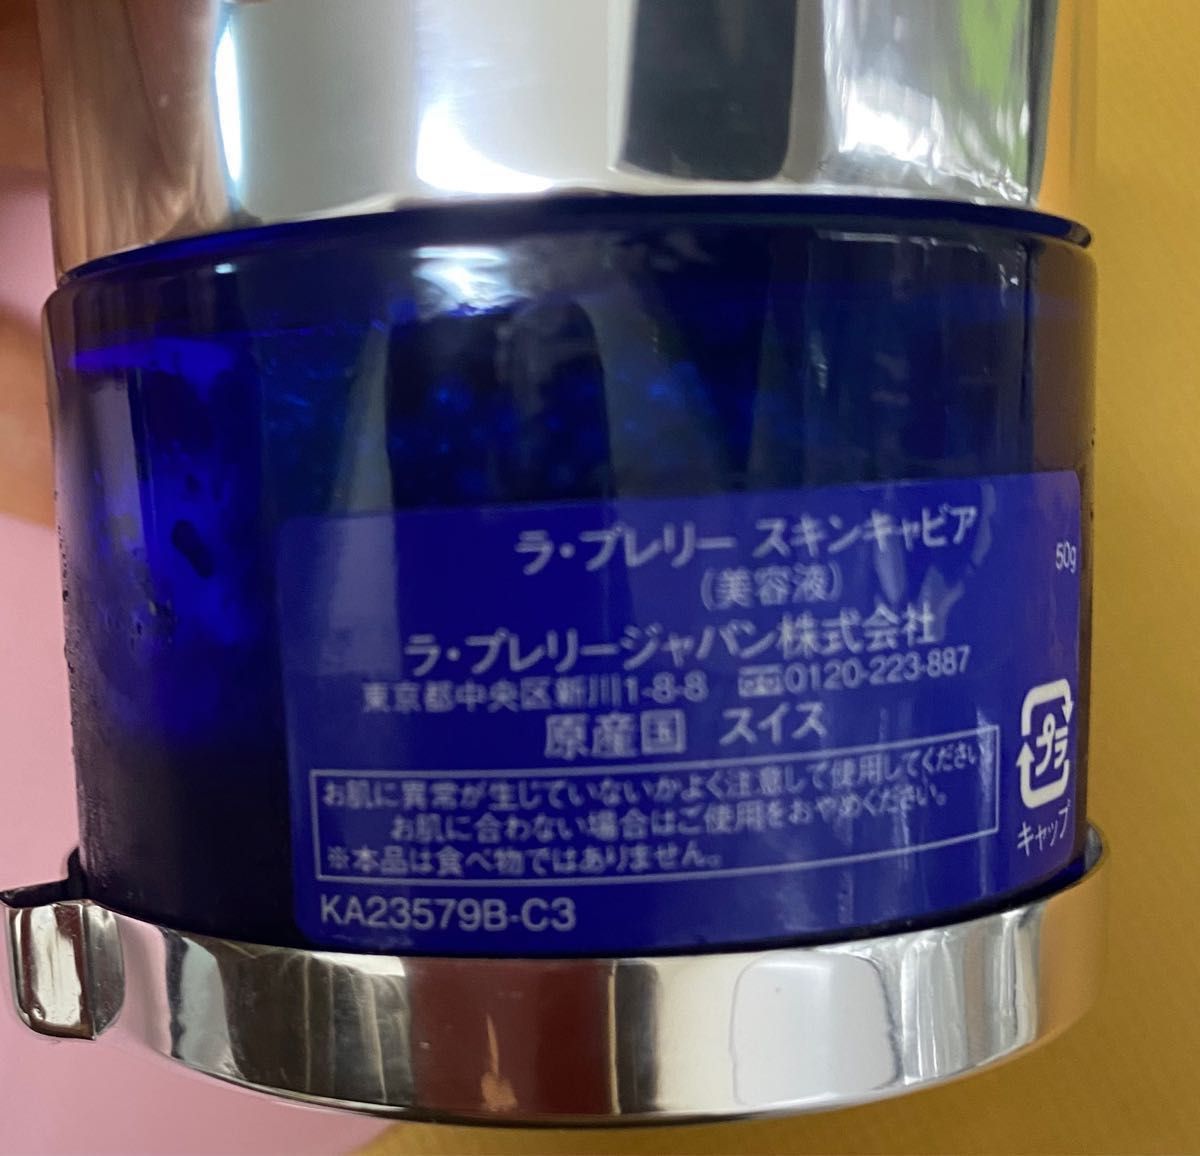 ラ・プレリー スキンキャビア
(美容液)
50g
ラ・プレリージャパン株式会社
東京都中央区新川1-8-8 0120-223-887
原産国 スイス
お肌に異常が生じていないかよく注意して使用してください。
お肌に合わない場合はご使用をおやめください。
※本品は食べ物ではありません。
プラ
キャップ
KA23579B-C3